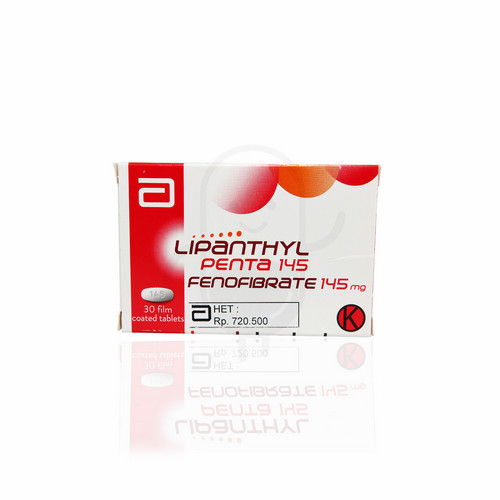 LIPANTHYL
PENTA 145
FENOFIBRATE 145 mg
145
30 film
coated tablets
HET :
Rp. 720.500
K